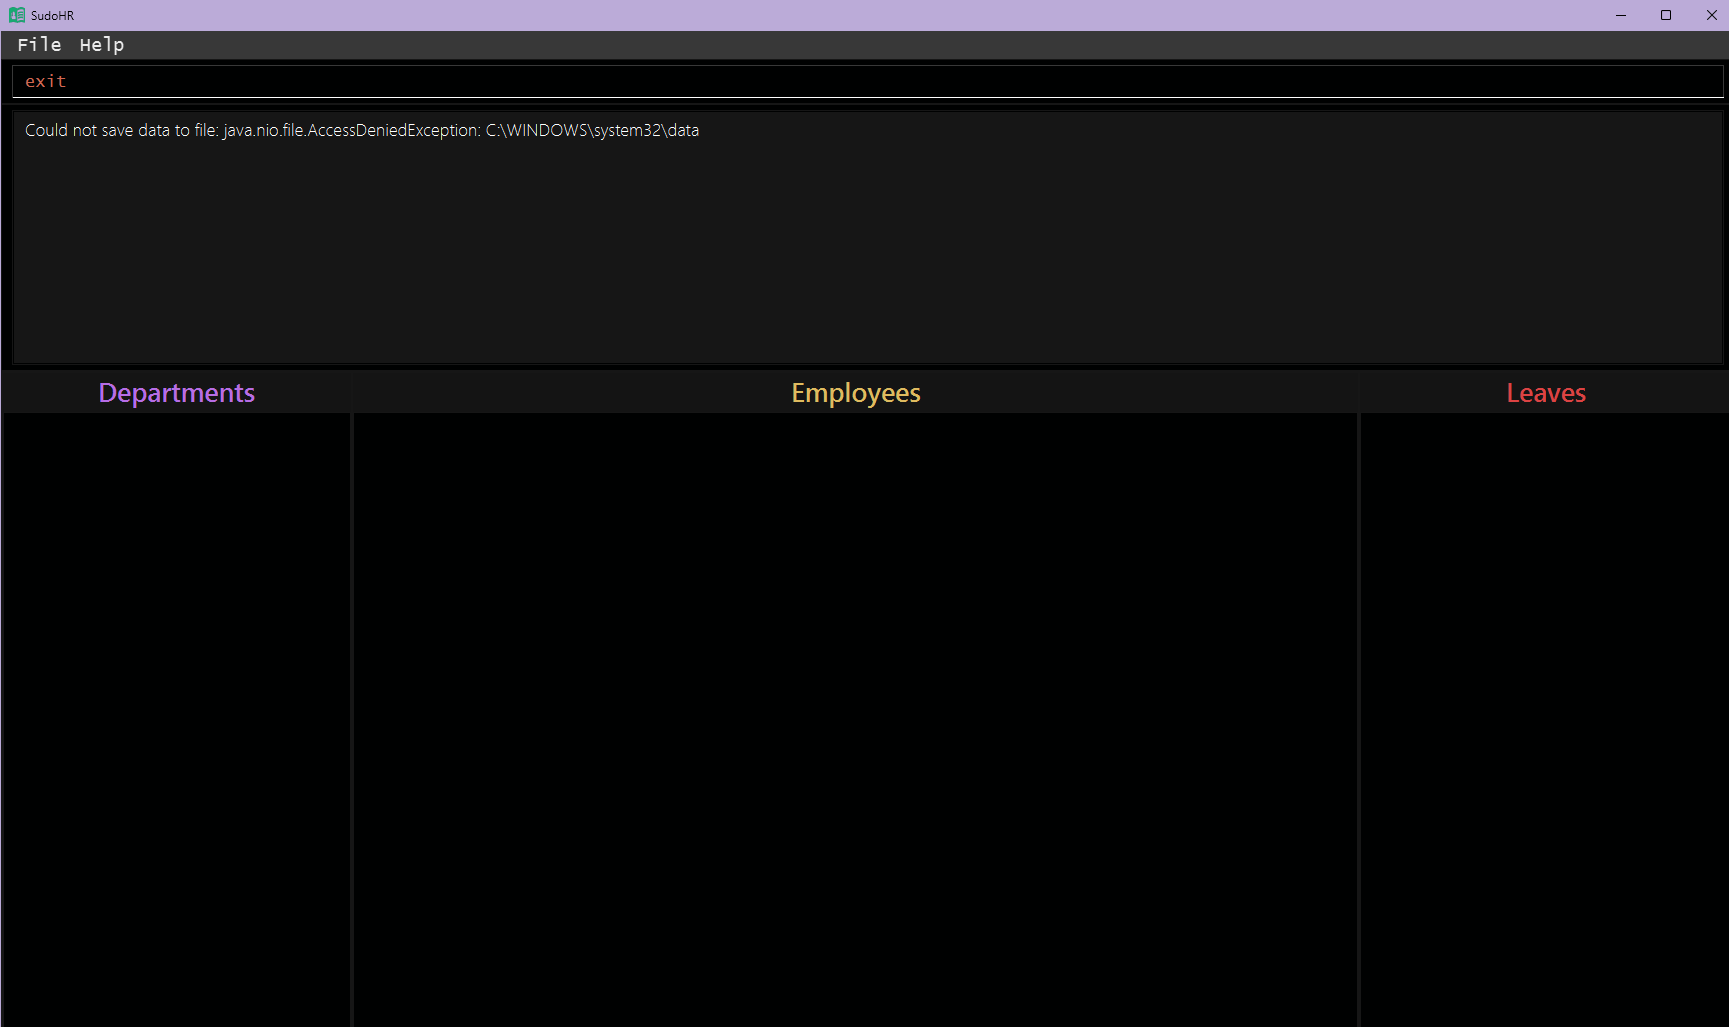 SudoHR
File Help
exit
Could not save data to file: java.nio.file.AccessDeniedException: C:\WINDOWS\system32\data
Departments Employees Leaves